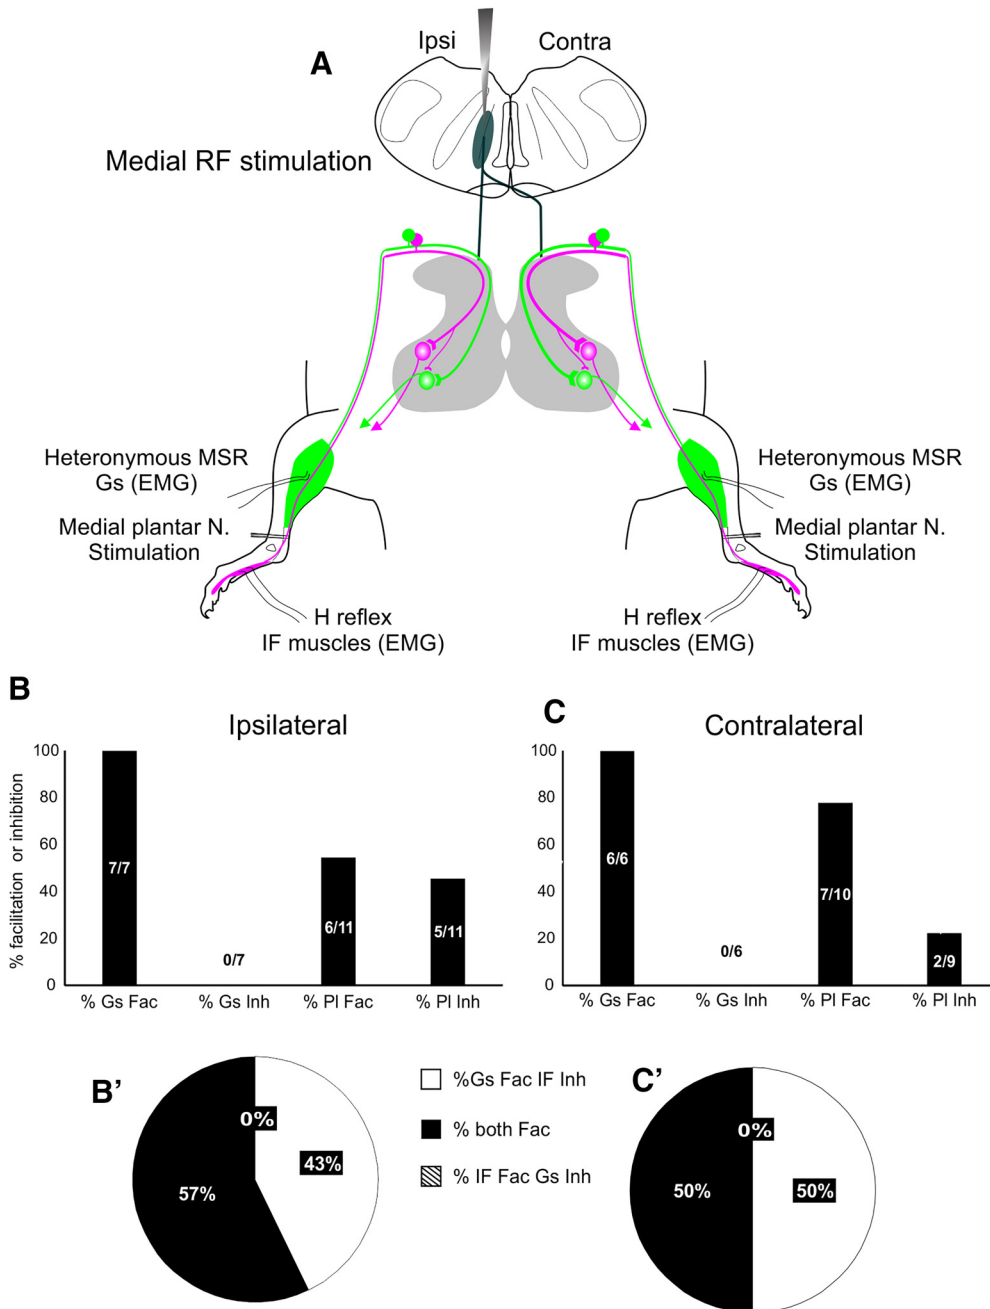 A
Ipsi
Contra
Medial RF stimulation
Heteronymous MSR
Gs (EMG)
Medial plantar N.
Stimulation
H reflex
IF muscles (EMG)
Heteronymous MSR
Gs (EMG)
Medial plantar N.
Stimulation
H reflex
IF muscles (EMG)
B
Ipsilateral
% facilitation or inhibition
100
80
60
40
20
0
7/7
0/7
6/11
5/11
% Gs Fac
% Gs Inh
% Pl Fac
% Pl Inh
C
Contralateral
100
80
60
40
20
0
6/6
0/6
7/10
2/9
% Gs Fac
% Gs Inh
% Pl Fac
% Pl Inh
B'
0%
43%
57%
%Gs Fac IF Inh
% both Fac
% IF Fac Gs Inh
C'
0%
50%
50%